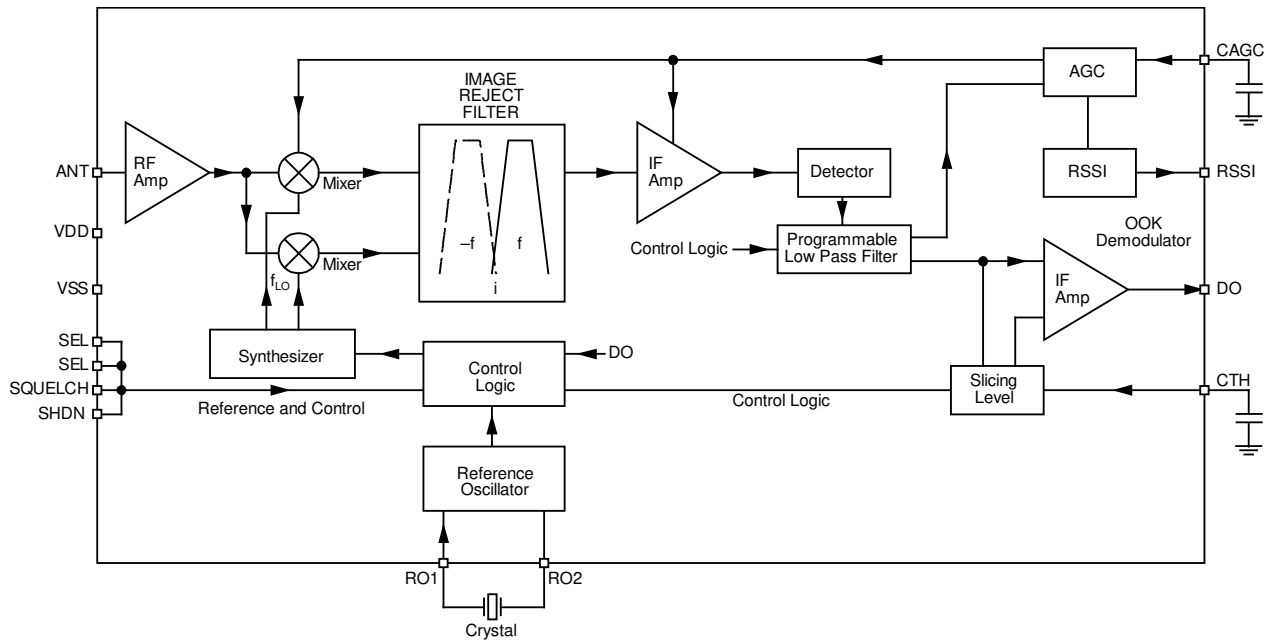 CAGC
AGC
IMAGE
REJECT
FILTER
ANT
RF
Amp
Mixer
IF
Amp
Detector
RSSI
RSSI
VDD
–f
f
Mixer
Control Logic
Programmable
Low Pass Filter
OOK
Demodulator
VSS
fLO
i
IF
Amp
DO
SEL
SEL
SQUELCH
SHDN
Synthesizer
Control
Logic
DO
Reference and Control
Control Logic
Slicing
Level
CTH
Reference
Oscillator
RO1
RO2
Crystal